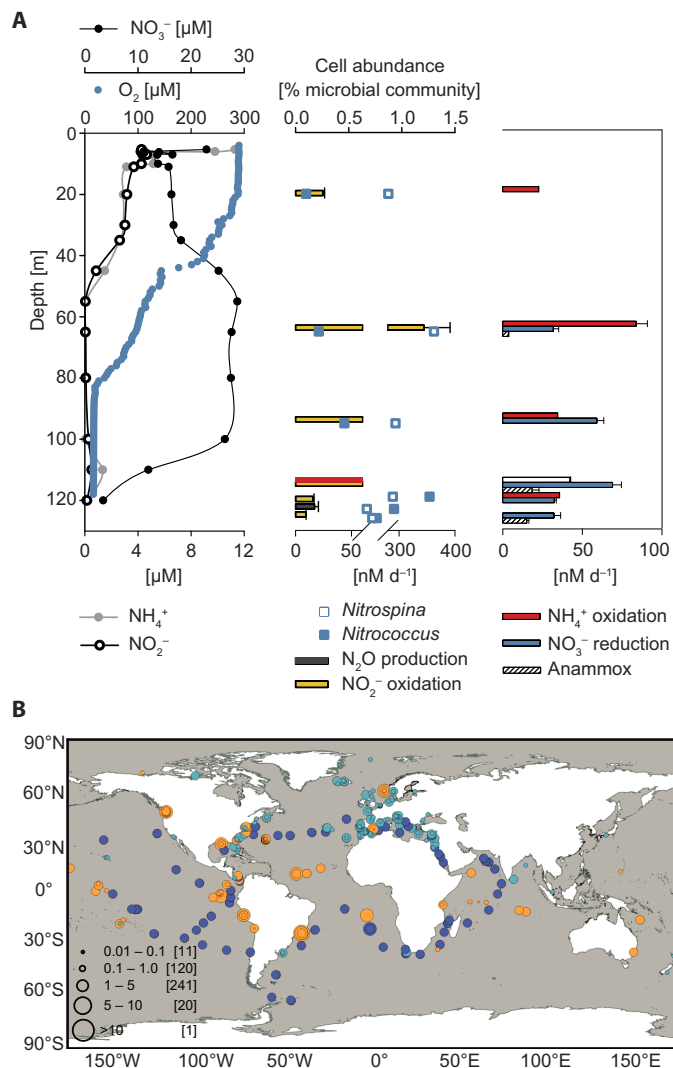 A
NO₃⁻ [µM]
0 10 20 30
O₂ [µM]
0 100 200 300
Cell abundance
[% microbial community]
0.0 0.5 1.0 1.5
Depth [m]
0
20
40
60
80
100
120
0 4 8 12
[µM]
0 50 300 400
[nM d⁻¹]
0 100
[nM d⁻¹]
NH₄⁺
NO₂⁻
Nitrospina
Nitrococcus
N₂O production
NO₂⁻ oxidation
NH₄⁺ oxidation
NO₃⁻ reduction
Anammox
B
90°N
60°N
30°N
0°
30°S
60°S
90°S
0.01 – 0.1 [11]
0.1 – 1.0 [120]
1 – 5 [241]
5 – 10 [20]
>10 [1]
150°W 100°W 50°W 0° 50°E 100°E 150°E